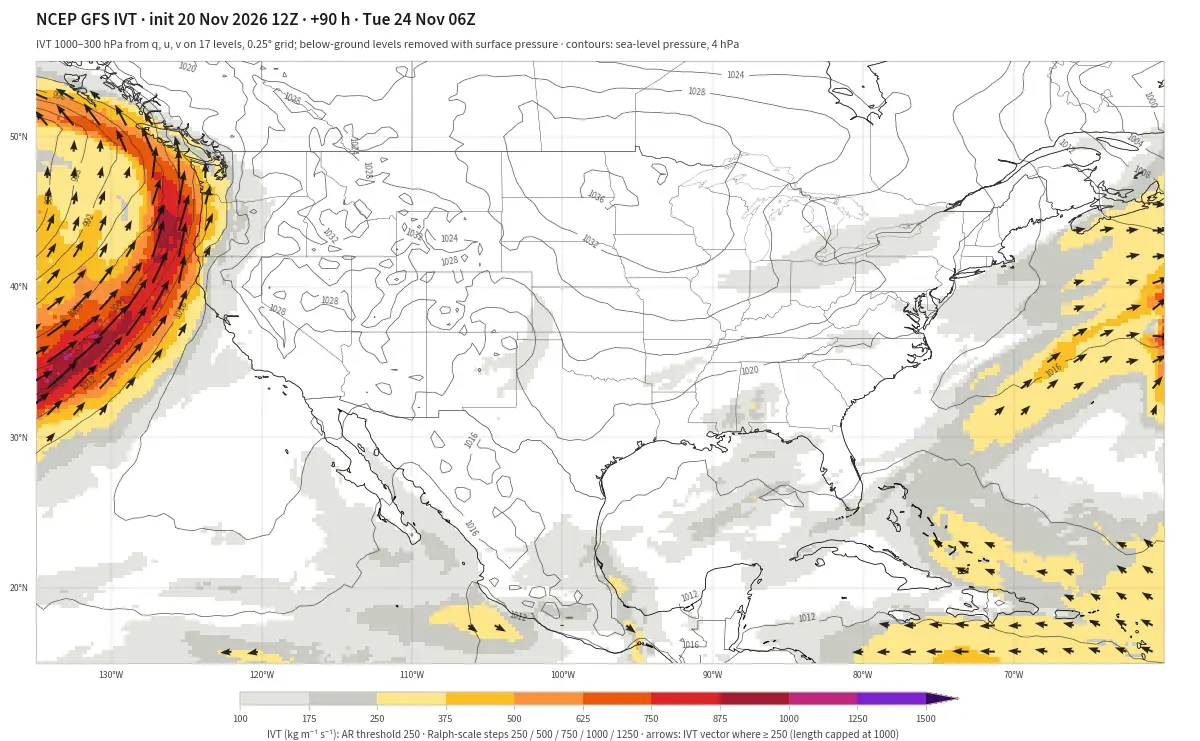 NCEP GFS IVT · init 20 Nov 2026 12Z · +90 h · Tue 24 Nov 06Z
IVT 1000–300 hPa from q, u, v on 17 levels, 0.25° grid; below-ground levels removed with surface pressure · contours: sea-level pressure, 4 hPa
1020
1024
1028
1028
1000
1004
1008
1028
1036
1032
992
1032
1024
1028
1028
1028
1020
1016
1016
1016
1012
1012
1012
1016
50°N
40°N
30°N
20°N
130°W 120°W 110°W 100°W 90°W 80°W 70°W
100 175 250 375 500 625 750 875 1000 1250 1500
IVT (kg m⁻¹ s⁻¹): AR threshold 250 · Ralph-scale steps 250 / 500 / 750 / 1000 / 1250 · arrows: IVT vector where ≥ 250 (length capped at 1000)